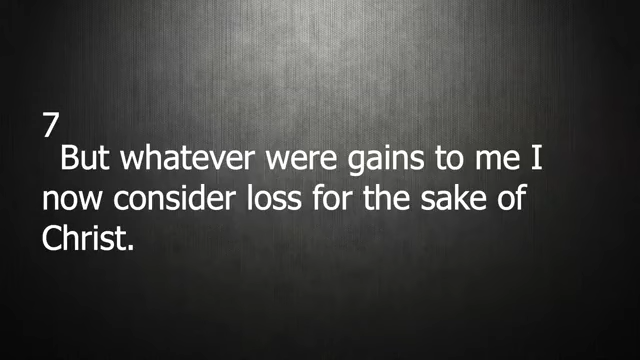 7
But whatever were gains to me I
now consider loss for the sake of
Christ.